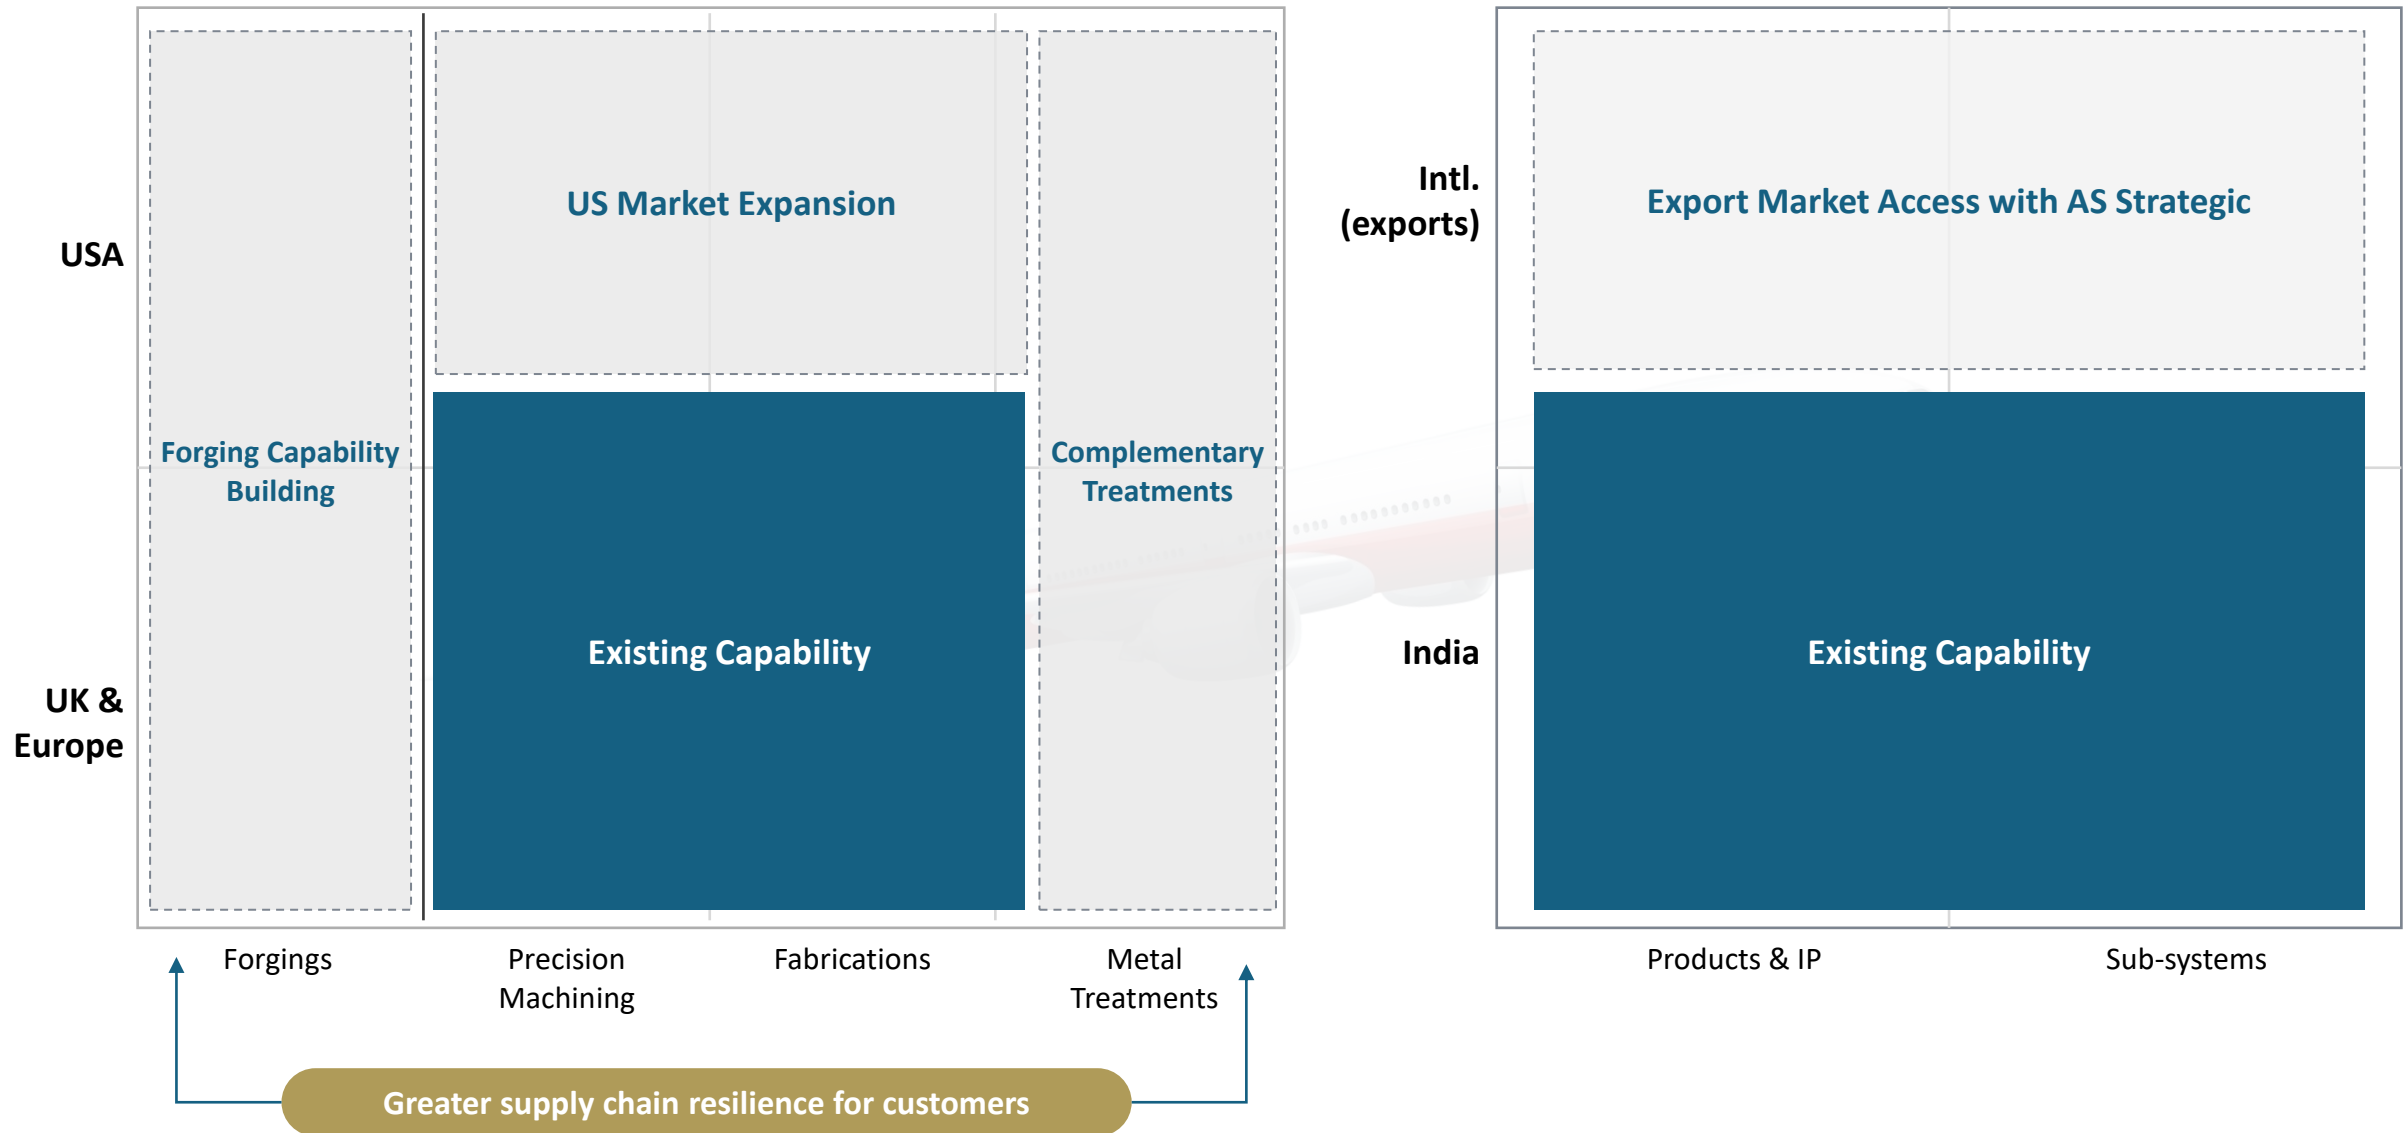 USA
UK &
Europe
Forging Capability
Building
US Market Expansion
Existing Capability
Complementary
Treatments
Forgings
Precision
Machining
Fabrications
Metal
Treatments
Greater supply chain resilience for customers
Intl.
(exports)
India
Export Market Access with AS Strategic
Existing Capability
Products & IP
Sub-systems